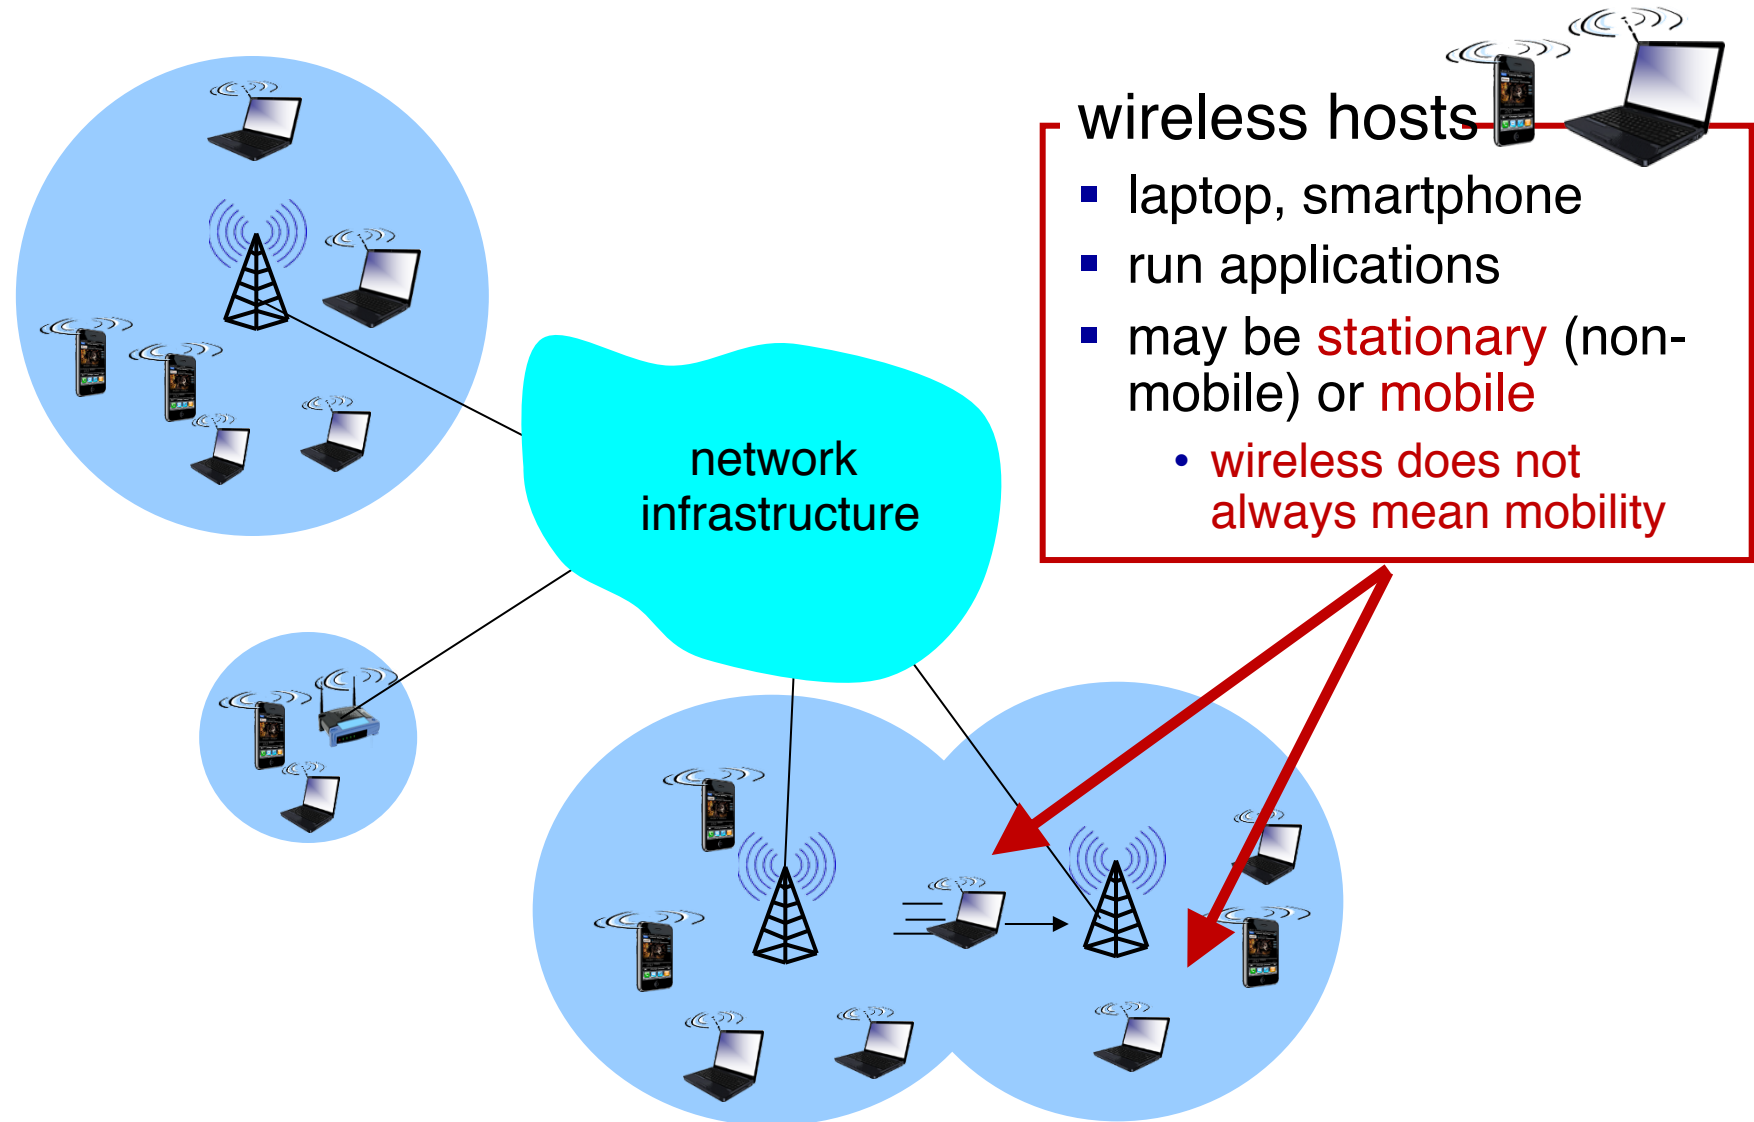 wireless hosts
laptop, smartphone
run applications
may be stationary (non-
mobile) or mobile
wireless does not
always mean mobility
network
infrastructure